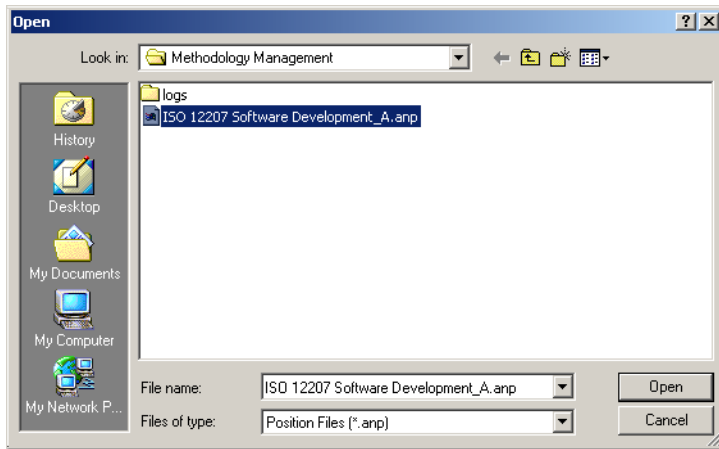 Open
Look in: Methodology Management
logs
ISO 12207 Software Development_A.anp
History
Desktop
My Documents
My Computer
My Network P...
File name: ISO 12207 Software Development_A.anp Open
Files of type: Position Files (*.anp) Cancel